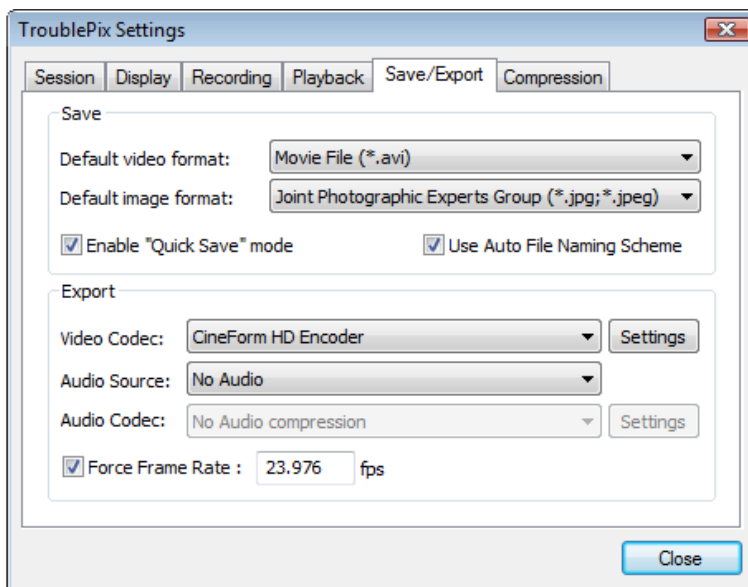 TroublePix Settings
Session Display Recording Playback Save/Export Compression
Save
Default video format: Movie File (*.avi)
Default image format: Joint Photographic Experts Group (*.jpg;*.jpeg)
Enable "Quick Save" mode Use Auto File Naming Scheme
Export
Video Codec: CineForm HD Encoder Settings
Audio Source: No Audio
Audio Codec: No Audio compression Settings
Force Frame Rate : 23.976 fps
Close